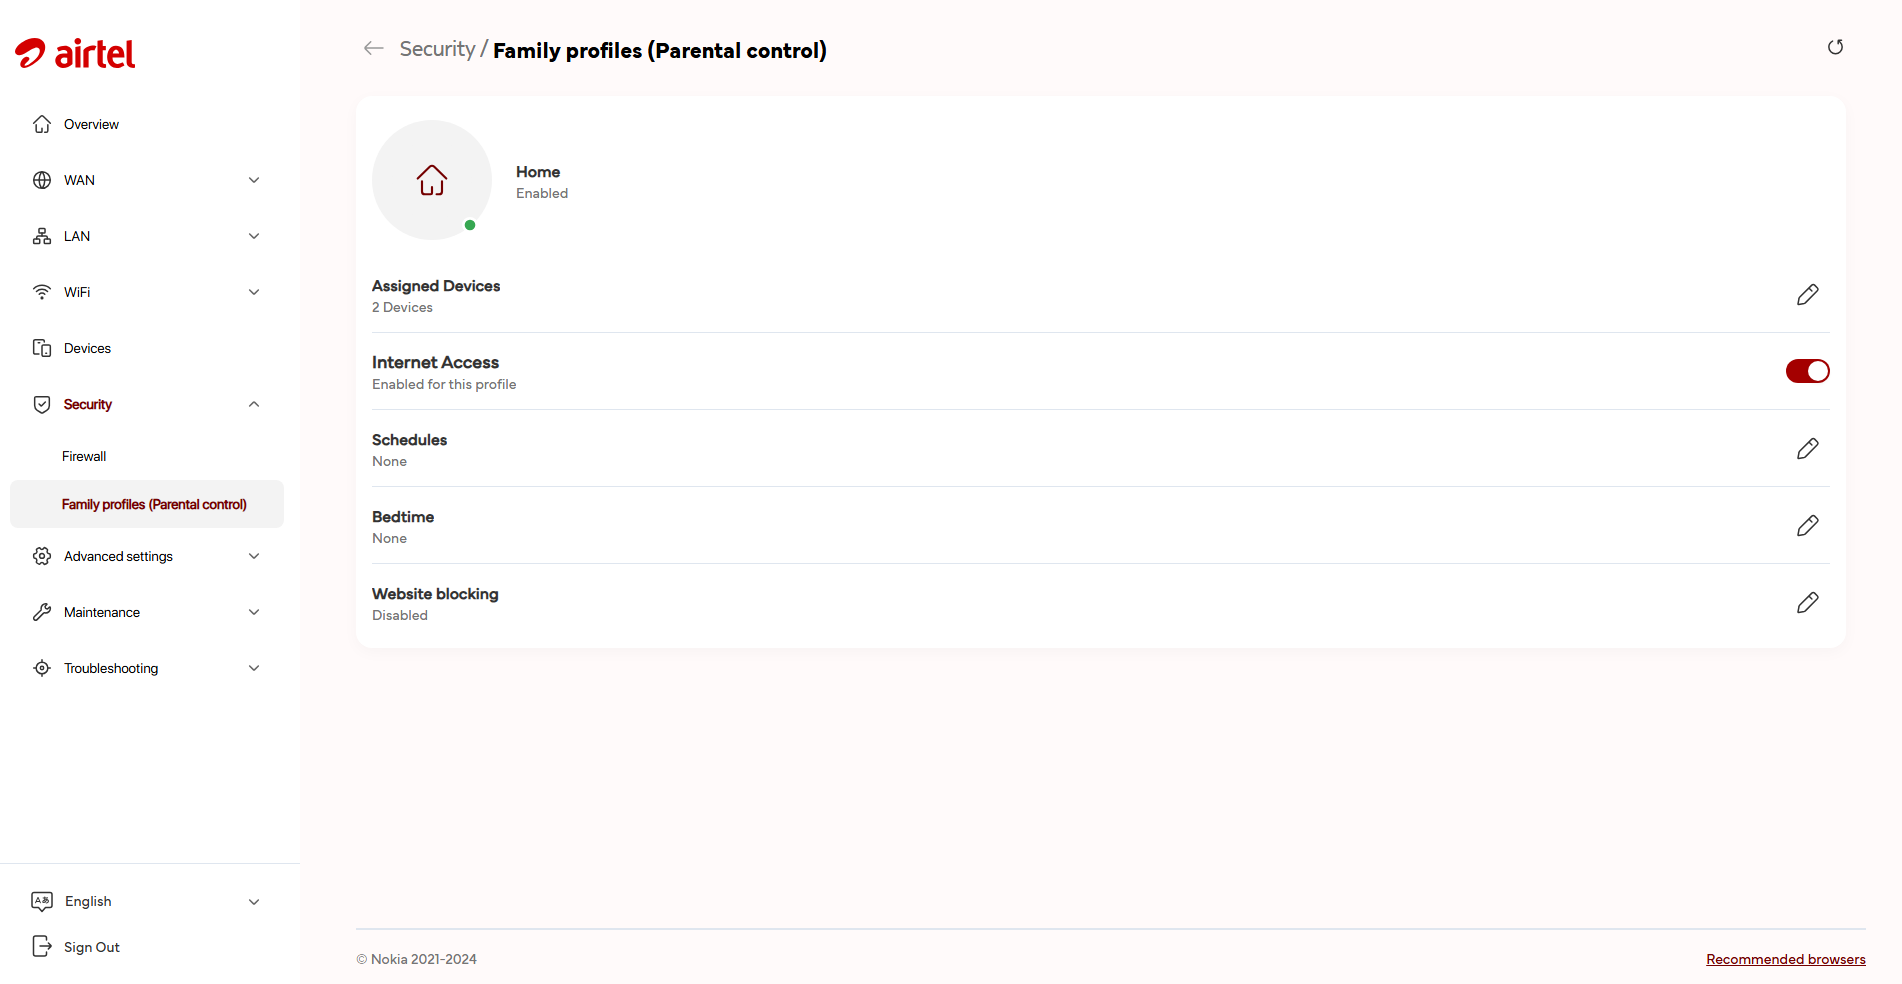 airtel
Overview
WAN
LAN
WiFi
Devices
Security
Firewall
Family profiles (Parental control)
Advanced settings
Maintenance
Troubleshooting
English
Sign Out
Security / Family profiles (Parental control)
Home
Enabled
Assigned Devices
2 Devices
Internet Access
Enabled for this profile
Schedules
None
Bedtime
None
Website blocking
Disabled
© Nokia 2021-2024
Recommended browsers